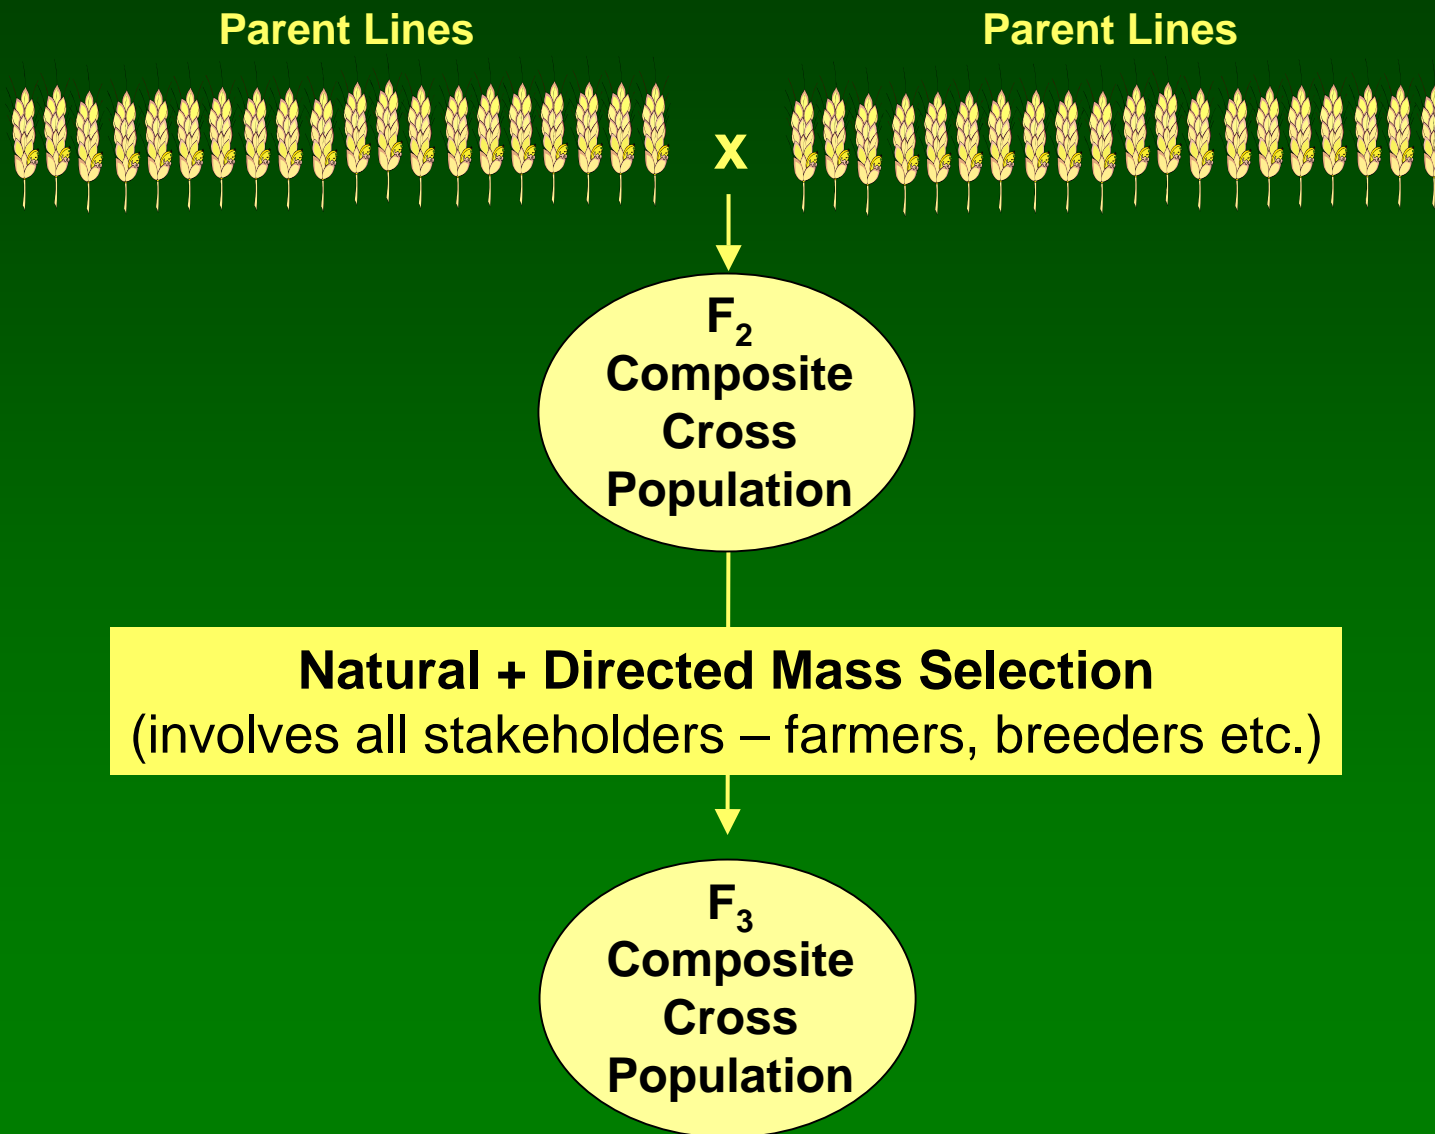 Parent Lines
Parent Lines
x
F₂
Composite
Cross
Population
Natural + Directed Mass Selection
(involves all stakeholders – farmers, breeders etc.)
F₃
Composite
Cross
Population